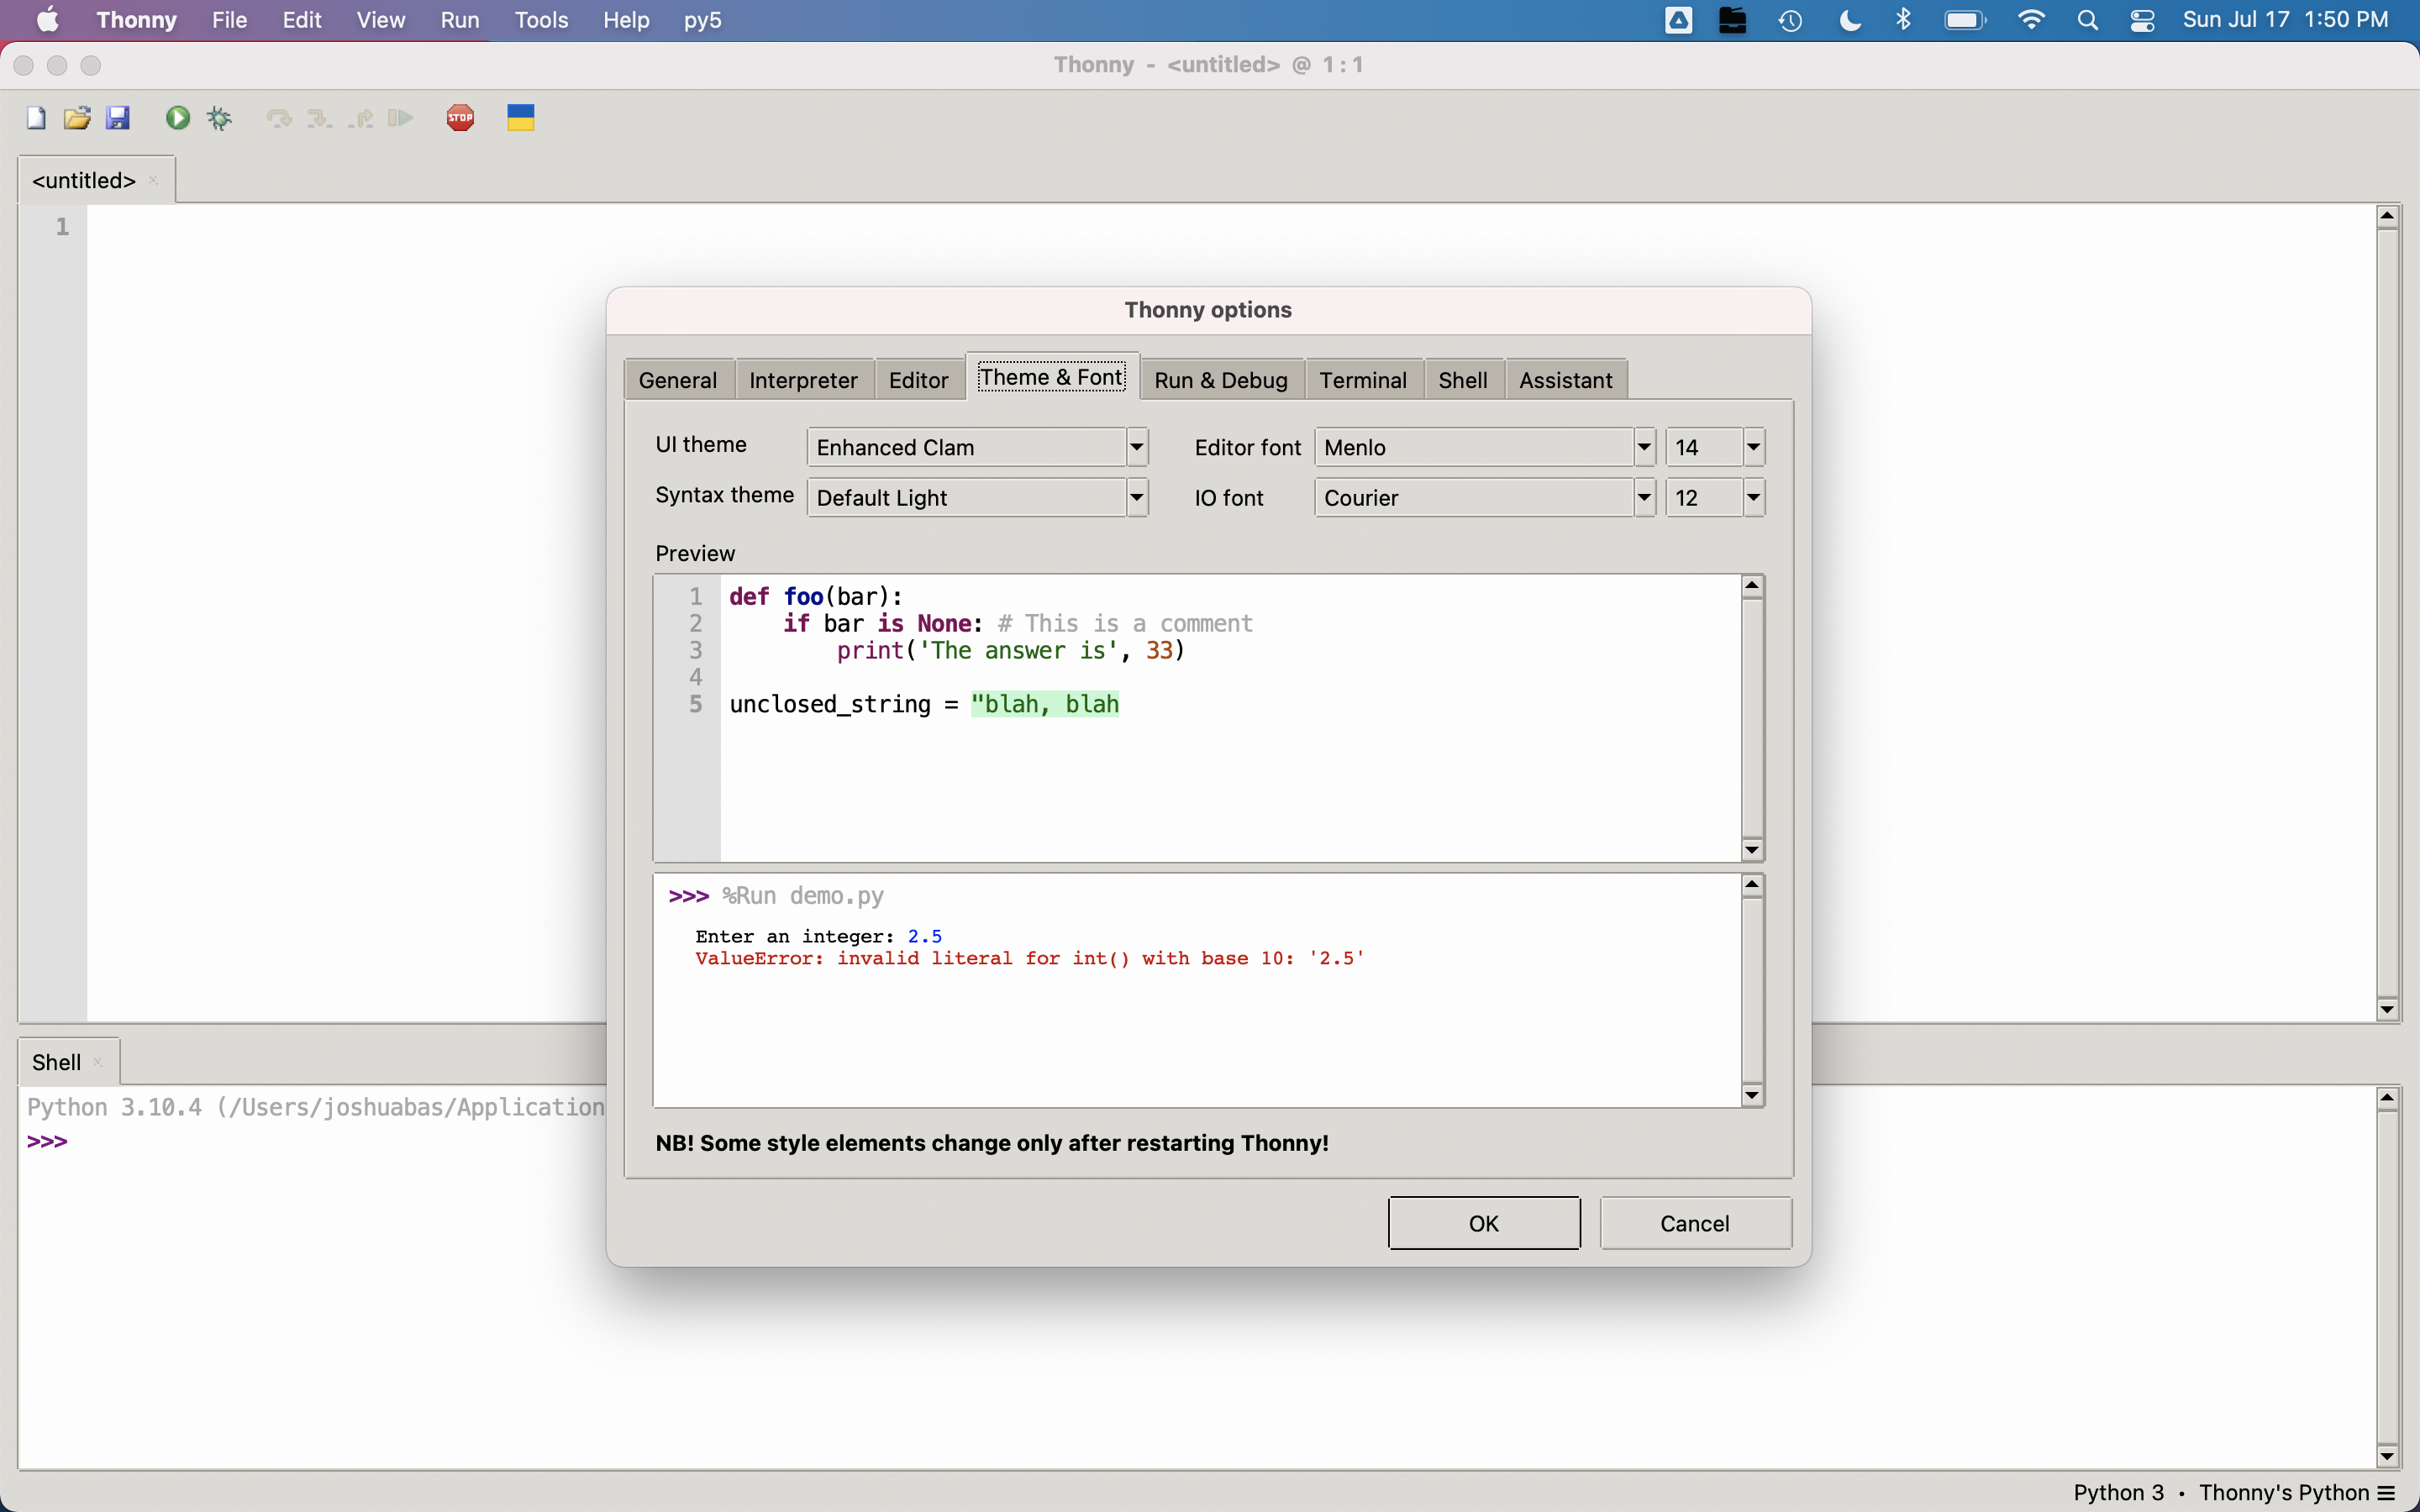 Thonny File Edit View Run Tools Help py5 Sun Jul 17 1:50 PM
Thonny - <untitled> @ 1:1
STOP
<untitled>
1
Thonny options
General Interpreter Editor Theme & Font Run & Debug Terminal Shell Assistant
UI theme Enhanced Clam Editor font Menlo 14
Syntax theme Default Light IO font Courier 12
Preview
1 def foo(bar):
2     if bar is None: # This is a comment
3         print('The answer is', 33)
4
5 unclosed_string = "blah, blah
>>> %Run demo.py
Enter an integer: 2.5
ValueError: invalid literal for int() with base 10: '2.5'
NB! Some style elements change only after restarting Thonny!
OK Cancel
Shell
Python 3.10.4 (/Users/joshuabas/Application
>>>
Python 3 • Thonny's Python ≡